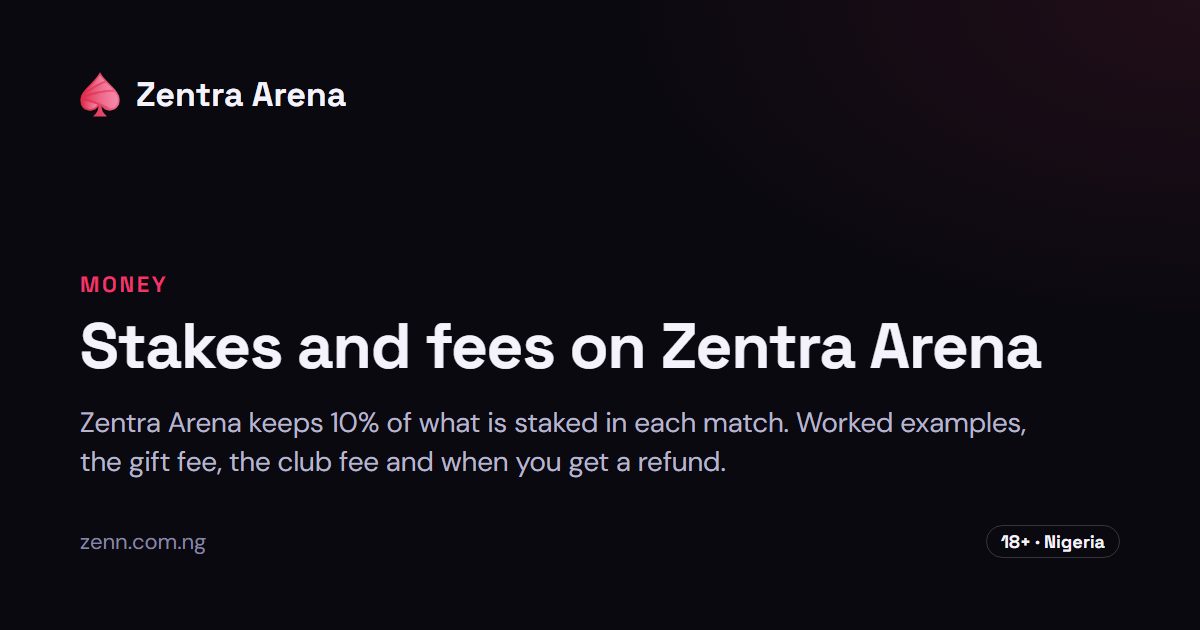 Zentra Arena
MONEY
Stakes and fees on Zentra Arena
Zentra Arena keeps 10% of what is staked in each match. Worked examples,
the gift fee, the club fee and when you get a refund.
zenn.com.ng
18+ · Nigeria